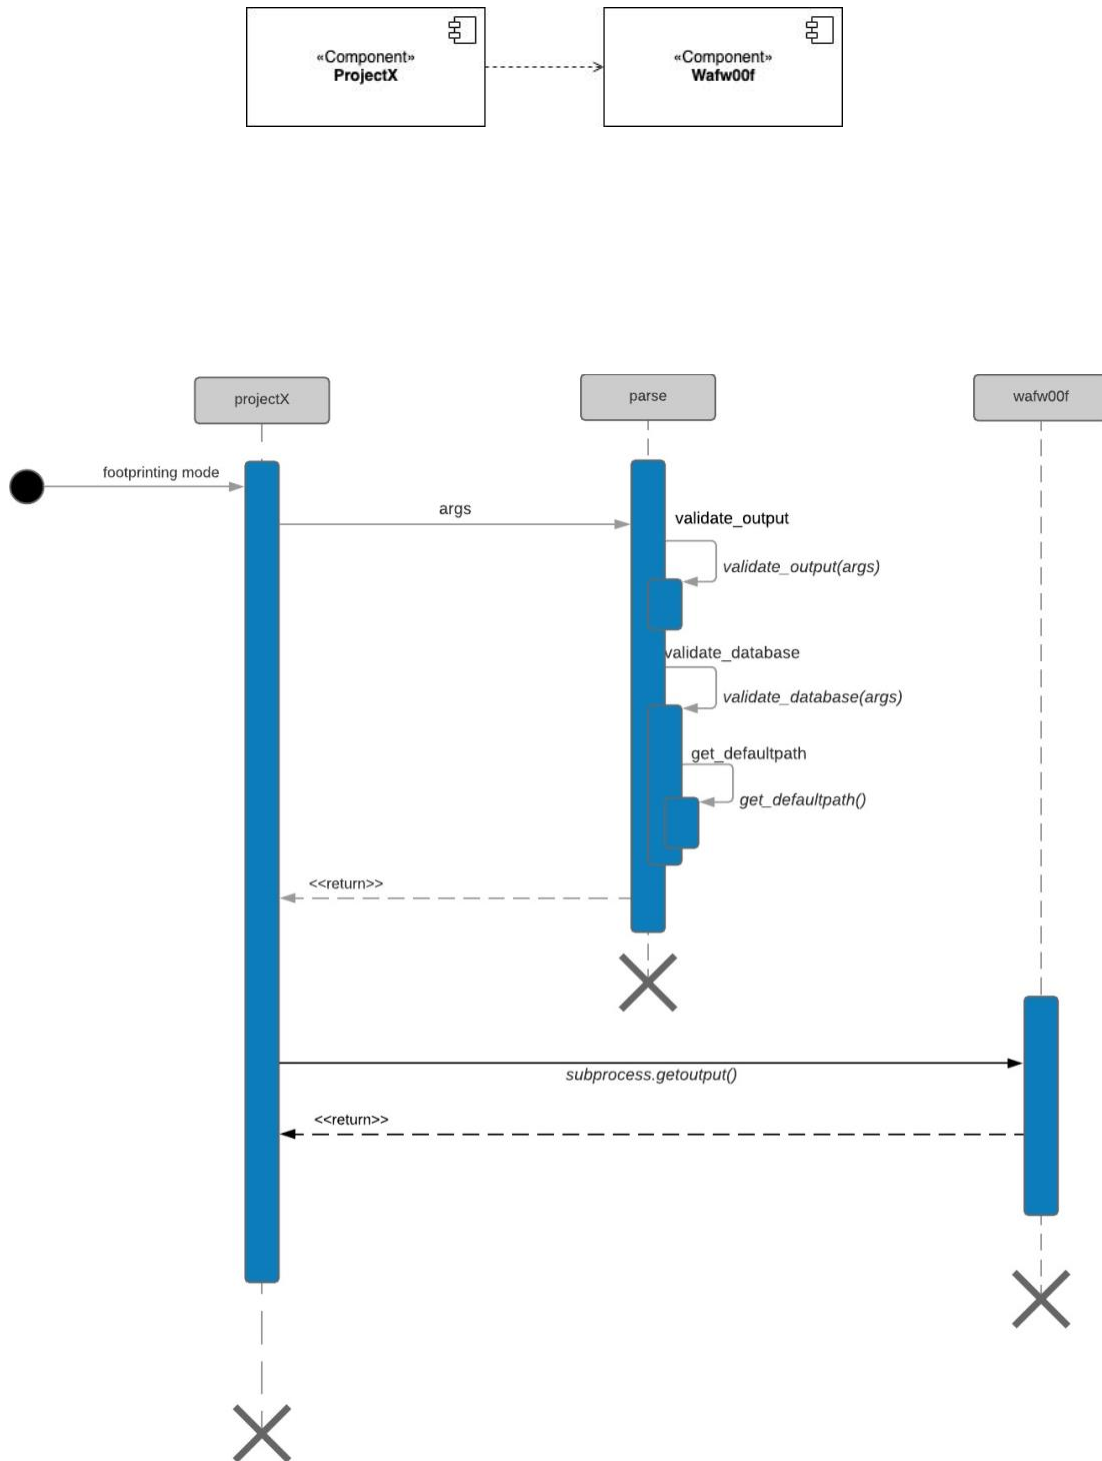 «Component»
ProjectX
«Component»
Wafw00f
projectX
parse
wafw00f
footprinting mode
args
validate_output
validate_output(args)
validate_database
validate_database(args)
get_defaultpath
get_defaultpath()
<<return>>
subprocess.getoutput()
<<return>>